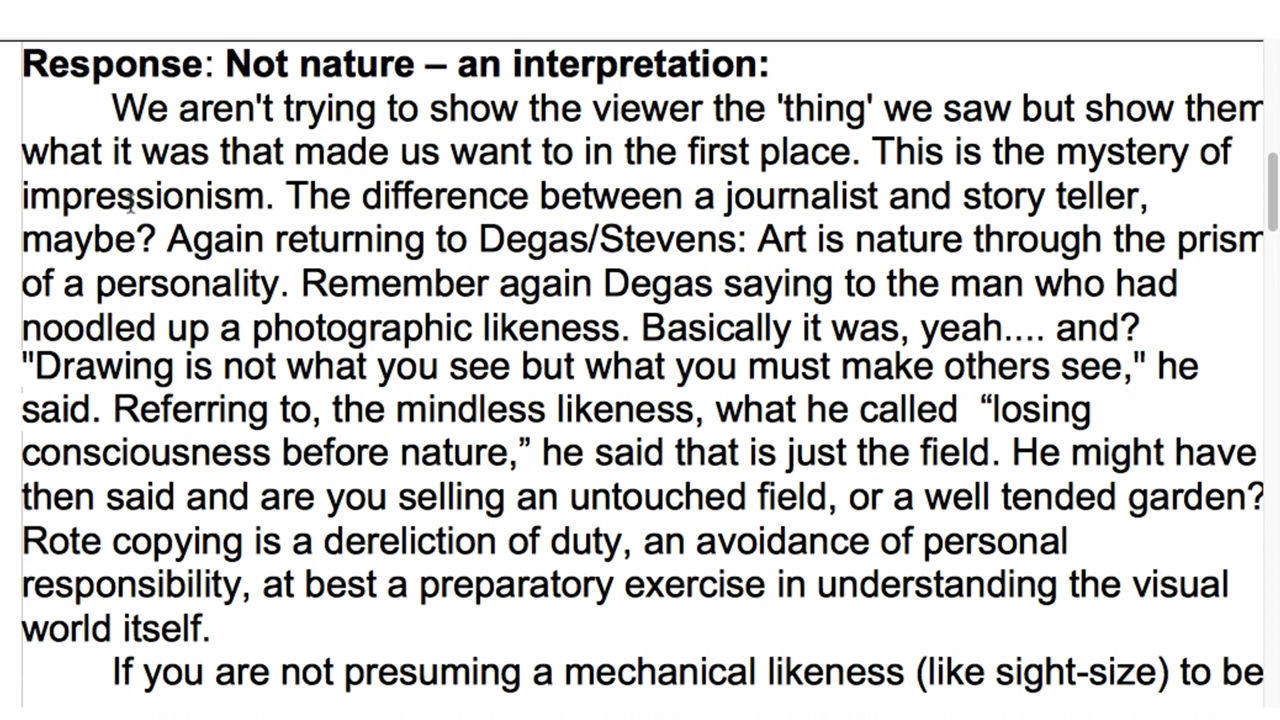 Response: Not nature – an interpretation:
We aren't trying to show the viewer the 'thing' we saw but show them
what it was that made us want to in the first place. This is the mystery of
impressionism. The difference between a journalist and story teller,
maybe? Again returning to Degas/Stevens: Art is nature through the prism
of a personality. Remember again Degas saying to the man who had
noodled up a photographic likeness. Basically it was, yeah.... and?
"Drawing is not what you see but what you must make others see," he
said. Referring to, the mindless likeness, what he called  “losing
consciousness before nature,” he said that is just the field. He might have
then said and are you selling an untouched field, or a well tended garden?
Rote copying is a dereliction of duty, an avoidance of personal
responsibility, at best a preparatory exercise in understanding the visual
world itself.
If you are not presuming a mechanical likeness (like sight-size) to be